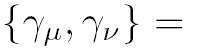 {γ_μ, γ_ν} =